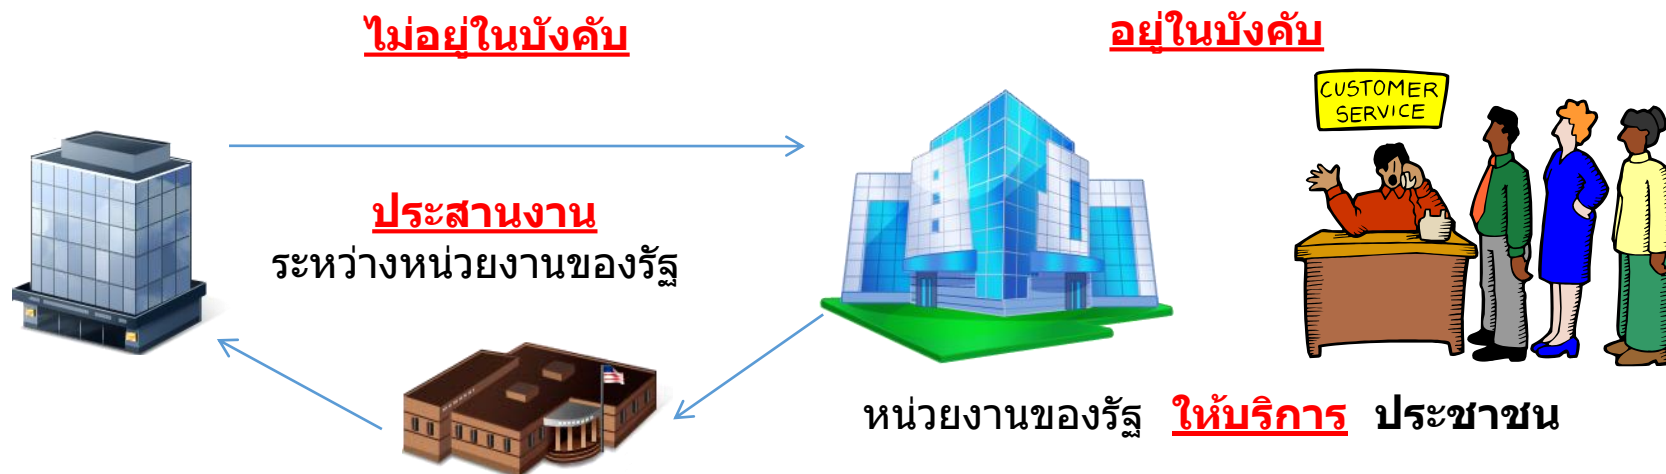 ไม่อยู่ในบังคับ
อยู่ในบังคับ
CUSTOMER
SERVICE
ประสานงาน
ระหว่างหน่วยงานของรัฐ
หน่วยงานของรัฐ ให้บริการ ประชาชน